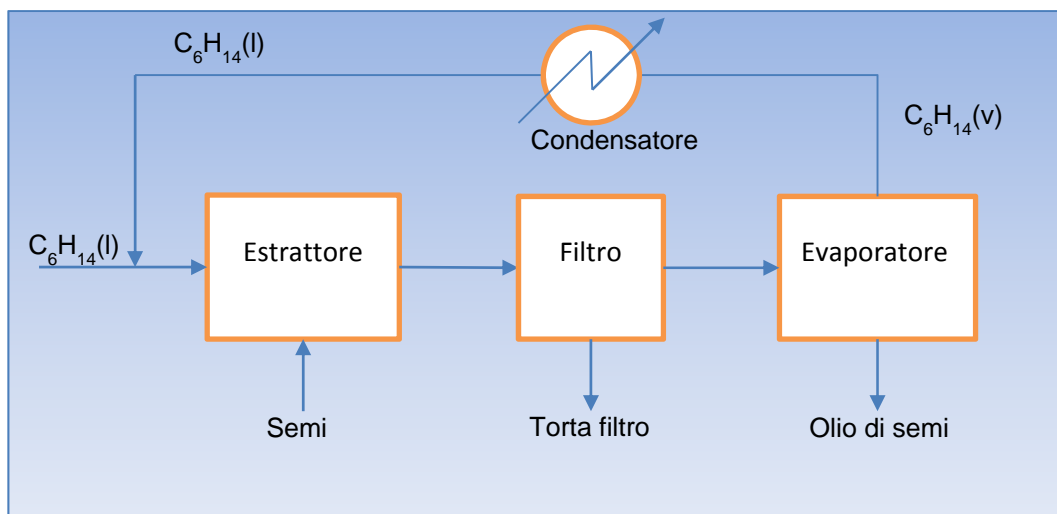 C₆H₁₄(l)
Condensatore
C₆H₁₄(v)
C₆H₁₄(l)
Estrattore
Filtro
Evaporatore
Semi
Torta filtro
Olio di semi